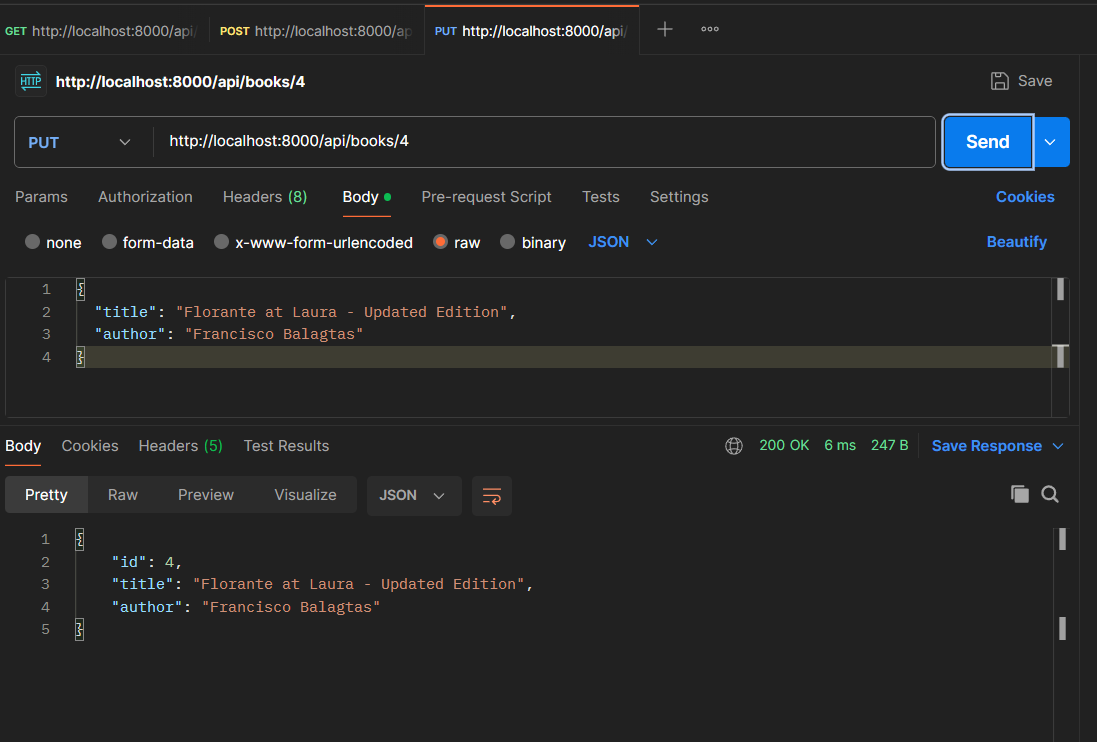 GET http://localhost:8000/api/ POST http://localhost:8000/ap PUT http://localhost:8000/api/
HTTP http://localhost:8000/api/books/4 Save
PUT http://localhost:8000/api/books/4 Send
Params Authorization Headers (8) Body Pre-request Script Tests Settings Cookies
none form-data x-www-form-urlencoded raw binary JSON Beautify
1 {
2 "title": "Florante at Laura - Updated Edition",
3 "author": "Francisco Balagtas"
4 }
Body Cookies Headers (5) Test Results 200 OK 6 ms 247 B Save Response
Pretty Raw Preview Visualize JSON
1 {
2 "id": 4,
3 "title": "Florante at Laura - Updated Edition",
4 "author": "Francisco Balagtas"
5 }